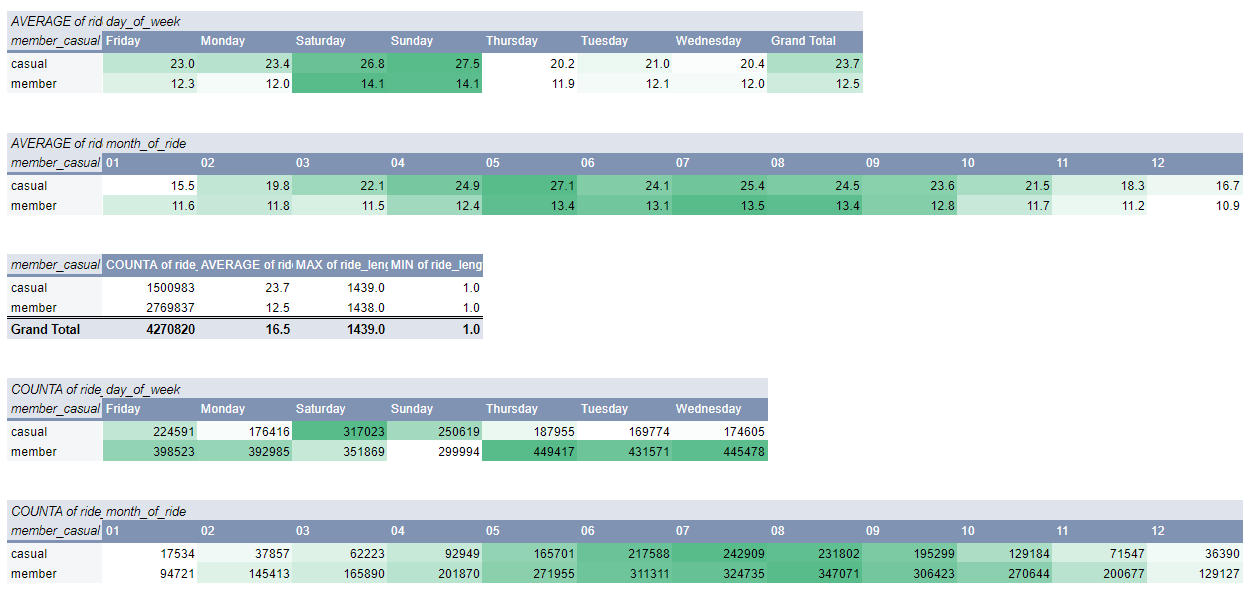 AVERAGE of rid day_of_week
member_casual Friday Monday Saturday Sunday Thursday Tuesday Wednesday Grand Total
casual 23.0 23.4 26.8 27.5 20.2 21.0 20.4 23.7
member 12.3 12.0 14.1 14.1 11.9 12.1 12.0 12.5
AVERAGE of rid month_of_ride
member_casual 01 02 03 04 05 06 07 08 09 10 11 12
casual 15.5 19.8 22.1 24.9 27.1 24.1 25.4 24.5 23.6 21.5 18.3 16.7
member 11.6 11.8 11.5 12.4 13.4 13.1 13.5 13.4 12.8 11.7 11.2 10.9
member_casual COUNTA of ride_ AVERAGE of rid MAX of ride_leng MIN of ride_leng
casual 1500983 23.7 1439.0 1.0
member 2769837 12.5 1438.0 1.0
Grand Total 4270820 16.5 1439.0 1.0
COUNTA of ride_ day_of_week
member_casual Friday Monday Saturday Sunday Thursday Tuesday Wednesday
casual 224591 176416 317023 250619 187955 169774 174605
member 398523 392985 351869 299994 449417 431571 445478
COUNTA of ride_ month_of_ride
member_casual 01 02 03 04 05 06 07 08 09 10 11 12
casual 17534 37857 62223 92949 165701 217588 242909 231802 195299 129184 71547 36390
member 94721 145413 165890 201870 271955 311311 324735 347071 306423 270644 200677 129127